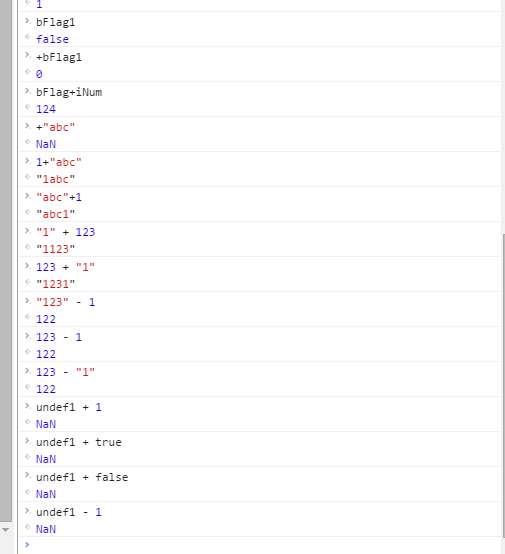 1
bFlag1
false
+bFlag1
0
bFlag+iNum
124
+"abc"
NaN
1+"abc"
"1abc"
"abc"+1
"abc1"
"1" + 123
"1123"
123 + "1"
"1231"
"123" - 1
122
123 - 1
122
123 - "1"
122
undef1 + 1
NaN
undef1 + true
NaN
undef1 + false
NaN
undef1 - 1
NaN